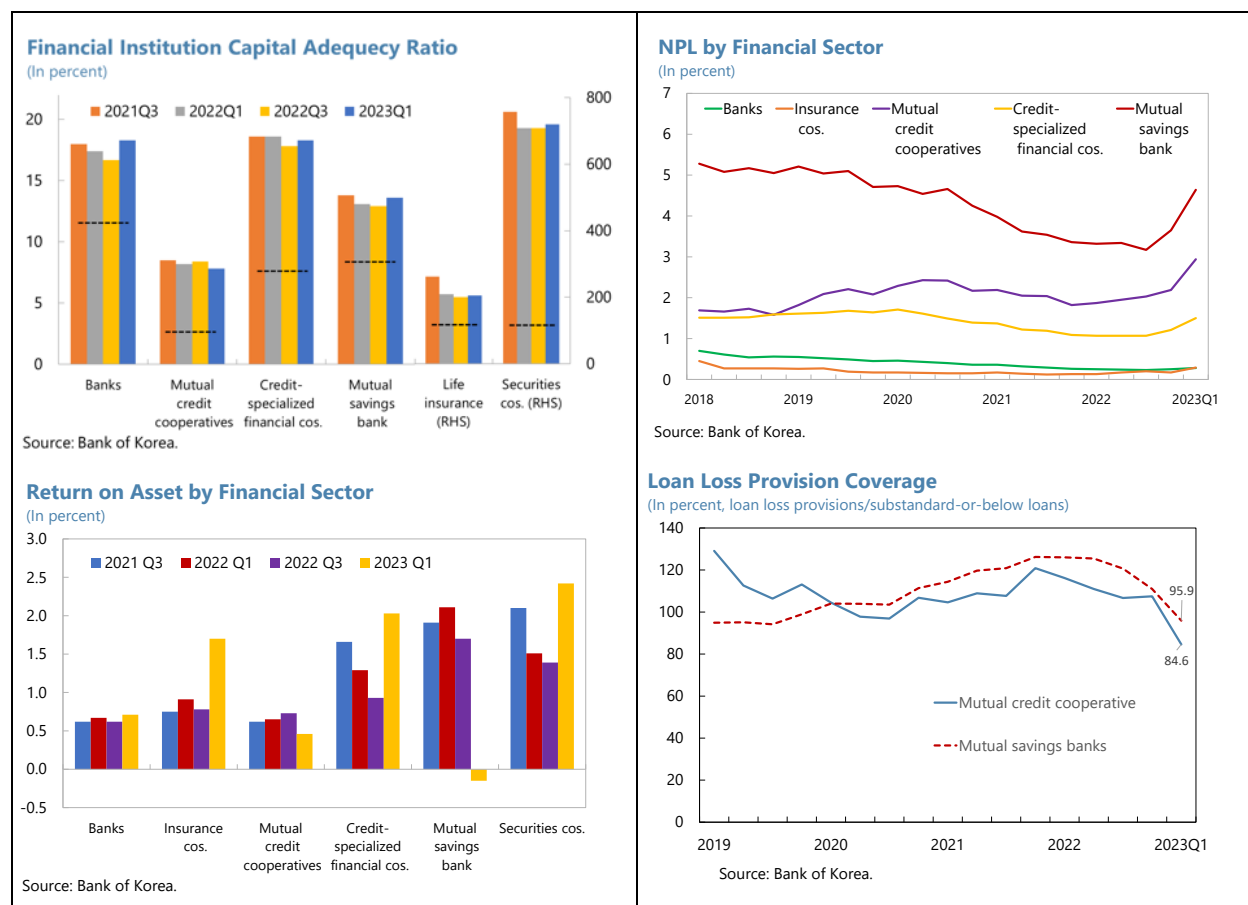 Financial Institution Capital Adequecy Ratio
(In percent)
2021Q3 2022Q1 2022Q3 2023Q1
20
15
10
5
0
800
600
400
200
0
Banks
Mutual
credit
cooperatives
Credit-
specialized
financial cos.
Mutual
savings
bank
Life
insurance
(RHS)
Securities
cos. (RHS)
Source: Bank of Korea.
NPL by Financial Sector
(In percent)
7
6
5
4
3
2
1
0
Banks
Insurance
cos.
Mutual
credit
cooperatives
Credit-
specialized
financial cos.
Mutual
savings
bank
2018 2019 2020 2021 2022 2023Q1
Source: Bank of Korea.
Return on Asset by Financial Sector
(In percent)
3.0
2.5
2.0
1.5
1.0
0.5
0.0
-0.5
2021 Q3 2022 Q1 2022 Q3 2023 Q1
Banks
Insurance
cos.
Mutual
credit
cooperatives
Credit-
specialized
financial cos.
Mutual
savings
bank
Securities cos.
Source: Bank of Korea.
Loan Loss Provision Coverage
(In percent, loan loss provisions/substandard-or-below loans)
140
120
100
80
60
40
20
0
95.9
84.6
Mutual credit cooperative
Mutual savings banks
2019 2020 2021 2022 2023Q1
Source: Bank of Korea.